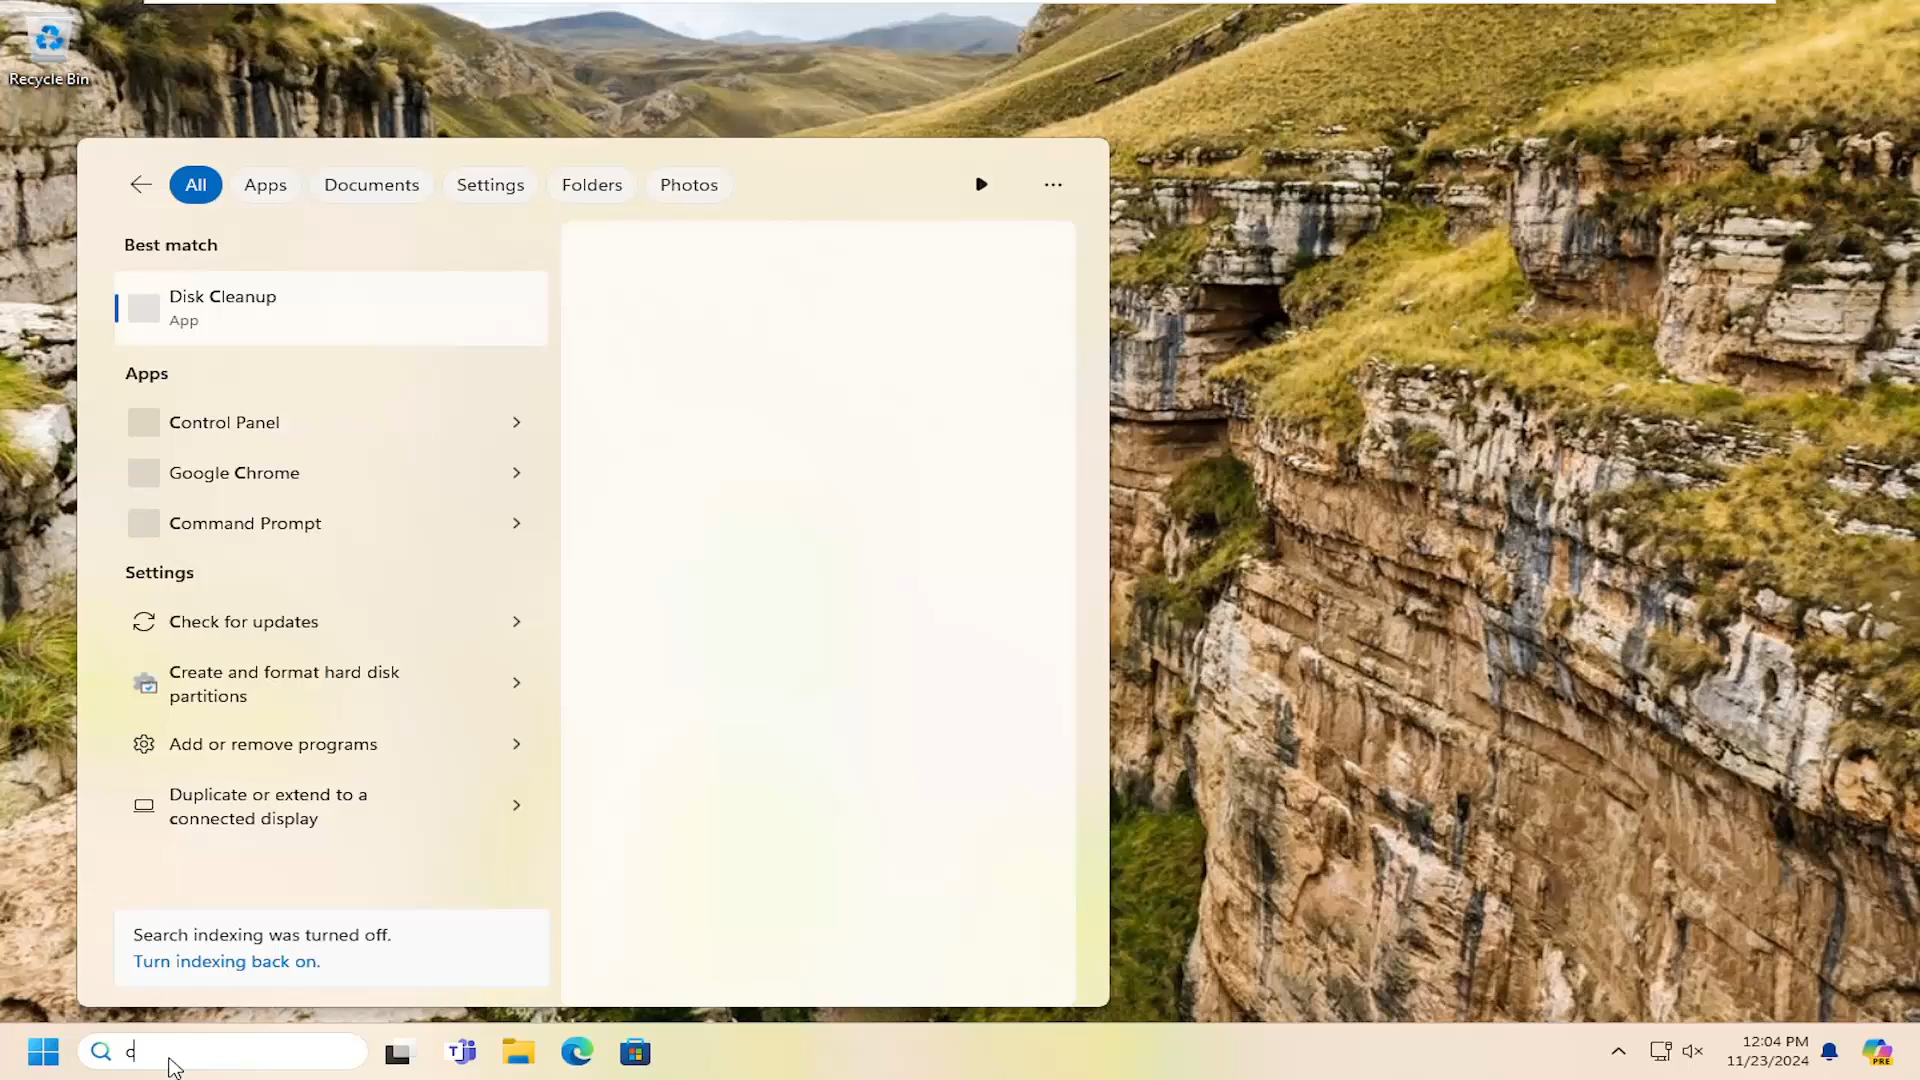 Recycle Bin
All
Apps
Documents
Settings
Folders
Photos
Best match
Disk Cleanup
App
Apps
Control Panel
Google Chrome
Command Prompt
Settings
Check for updates
Create and format hard disk
partitions
Add or remove programs
Duplicate or extend to a
connected display
Search indexing was turned off.
Turn indexing back on.
c
12:04 PM
11/23/2024
PRE